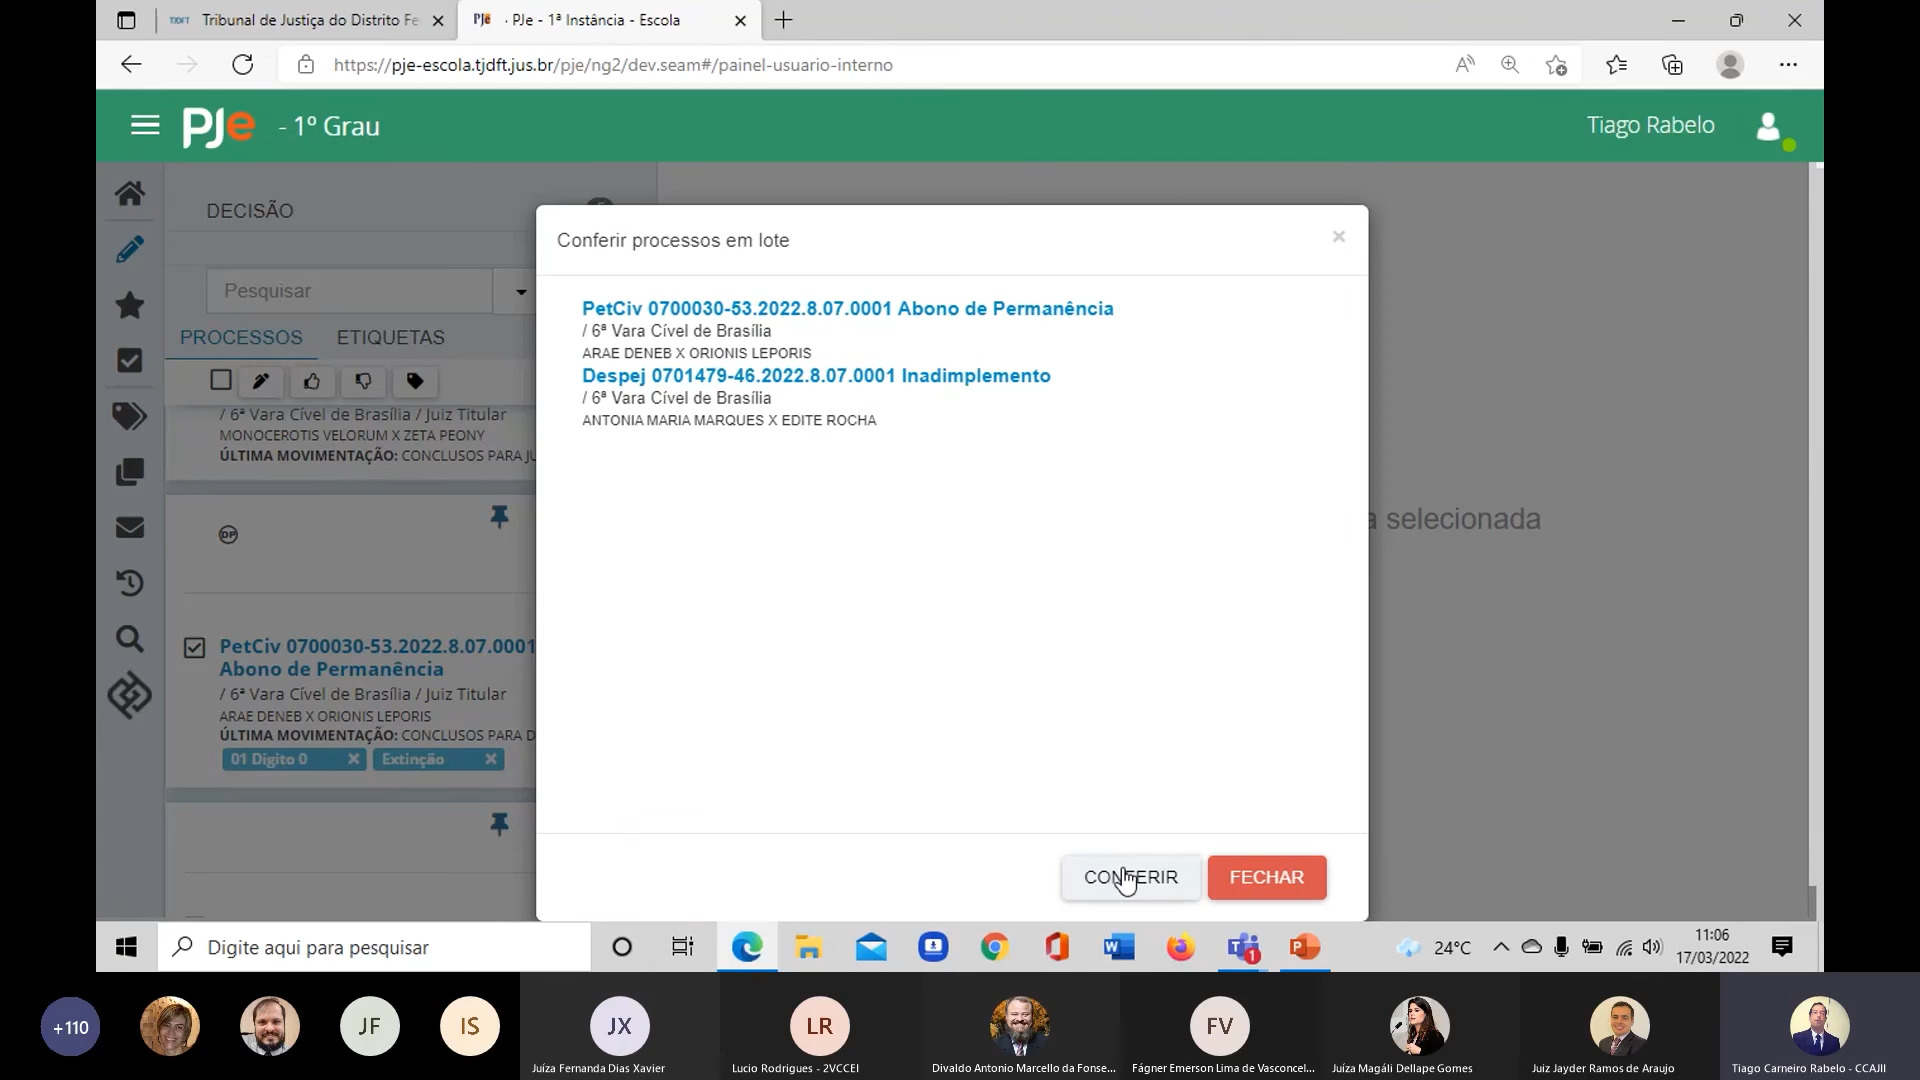 TJDFT Tribunal de Justiça do Distrito Fe
PJe · PJe - 1ª Instância - Escola
https://pje-escola.tjdft.jus.br/pje/ng2/dev.seam#/painel-usuario-interno
PJe - 1º Grau
Tiago Rabelo
DECISÃO
Pesquisar
PROCESSOS ETIQUETAS
/ 6ª Vara Cível de Brasília / Juiz Titular
MONOCEROTIS VELORUM X ZETA PEONY
ÚLTIMA MOVIMENTAÇÃO: CONCLUSOS PARA JU
DP
PetCiv 0700030-53.2022.8.07.0001
Abono de Permanência
/ 6ª Vara Cível de Brasília / Juiz Titular
ARAE DENEB X ORIONIS LEPORIS
ÚLTIMA MOVIMENTAÇÃO: CONCLUSOS PARA D
01 Dígito 0 × Extinção ×
Conferir processos em lote
×
PetCiv 0700030-53.2022.8.07.0001 Abono de Permanência
/ 6ª Vara Cível de Brasília
ARAE DENEB X ORIONIS LEPORIS
Despej 0701479-46.2022.8.07.0001 Inadimplemento
/ 6ª Vara Cível de Brasília
ANTONIA MARIA MARQUES X EDITE ROCHA
CONFERIR FECHAR
a selecionada
Digite aqui para pesquisar
24°C
11:06
17/03/2022
+110 JF IS JX LR FV
Juíza Fernanda Dias Xavier
Lucio Rodrigues - 2VCCEI
Divaldo Antonio Marcello da Fonse...
Fágner Emerson Lima de Vasconcel...
Juíza Magáli Dellape Gomes
Juiz Jayder Ramos de Araujo
Tiago Carneiro Rabelo - CCAJII